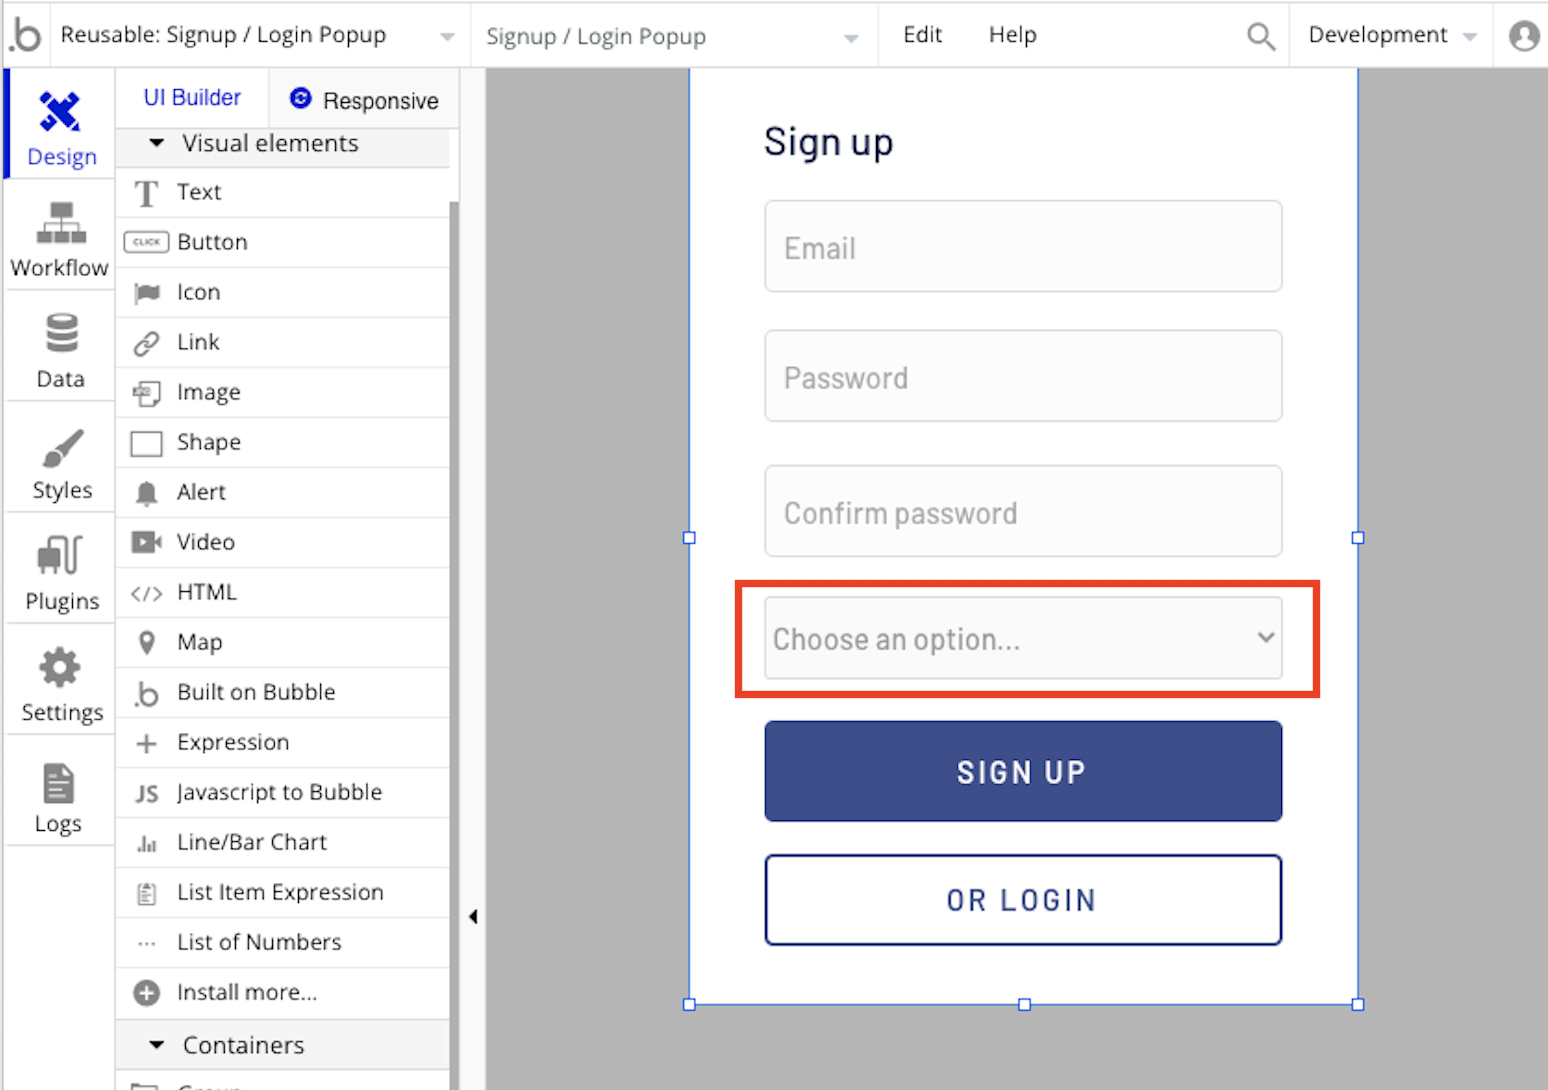 .b
Reusable: Signup / Login Popup
Signup / Login Popup
Edit
Help
Development
Design
Workflow
Data
Styles
Plugins
Settings
Logs
UI Builder
Responsive
Visual elements
T Text
CLICK Button
Icon
Link
Image
Shape
Alert
Video
</> HTML
Map
.b Built on Bubble
Expression
JS Javascript to Bubble
Line/Bar Chart
List Item Expression
··· List of Numbers
Install more...
Containers
Sign up
Email
Password
Confirm password
Choose an option...
SIGN UP
OR LOGIN